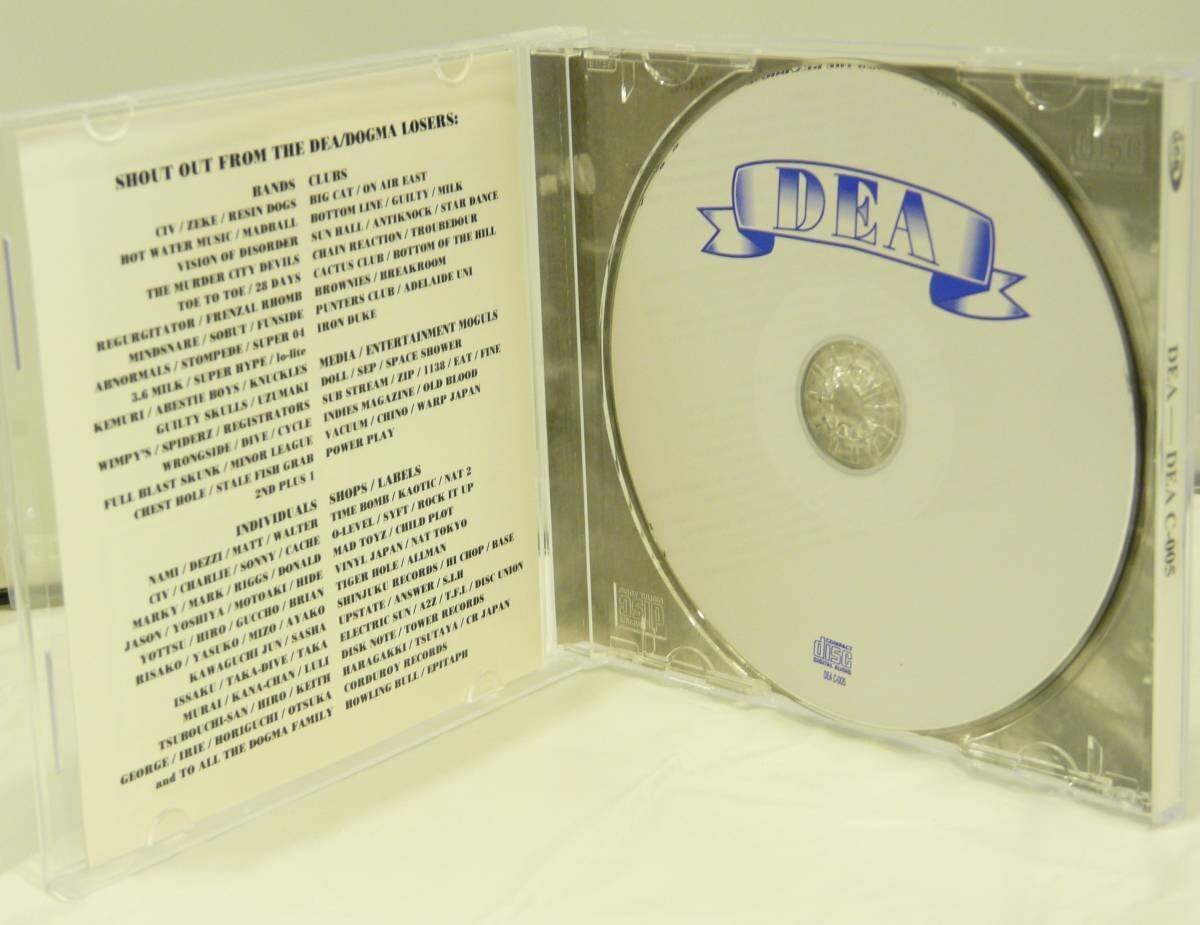 SHOUT OUT FROM THE DEA/DOGMA LOSERS:
BANDS
CIV / ZEKE / RESIN DOGS
HOT WATER MUSIC / MADBALL
VISION OF DISORDER
THE MURDER CITY DEVILS
TOE TO TOE / 28 DAYS
REGURGITATOR / FRENZAL RHOMB
MINDSNARE / SOBUT / FUNSIDE
ABNORMALS / STOMPEDE / SUPER 04
3.6 MILK / SUPER HYPE / lo-lite
KEMURI / ABESTIE BOYS / KNUCKLES
GUILTY SKULLS / UZUMAKI
WIMPY'S / SPIDERZ / REGISTRATORS
WRONGSIDE / DIVE / CYCLE
FULL BLAST SKUNK / MINOR LEAGUE
CHEST HOLE / STALE FISH GRAB
2ND PLUS 1
CLUBS
BIG CAT / ON AIR EAST
BOTTOM LINE / GUILTY / MILK
SUN HALL / ANTIKNOCK / STAR DANCE
CHAIN REACTION / TROUBEDOUR
CACTUS CLUB / BOTTOM OF THE HILL
BROWNIES / BREAKROOM
PUNTERS CLUB / ADELAIDE UNI
IRON DUKE
MEDIA / ENTERTAINMENT MOGULS
DOLL / SEP / SPACE SHOWER
SUB STREAM / ZIP / 1138 / EAT / FINE
INDIES MAGAZINE / OLD BLOOD
VACUUM / CHINO / WARP JAPAN
POWER PLAY
INDIVIDUALS
NAMI / DEZZI / MATT / WALTER
CIV / CHARLIE / SONNY / CACHE
MARKY / MARK / RIGGS / DONALD
JASON / YOSHIYA / MOTOAKI / HIDE
YOTTSU / HIRO / GUCCHO / BRIAN
RISAKO / YASUKO / MIZO / AYAKO
KAWAGUCHI JUN / SASHA
ISSAKU / TAKA-DIVE / TAKA
MURAI / KANA-CHAN / LULI
TSUBOUCHI-SAN / HIRO / KEITH
GEORGE / IRIE / HORIGUCHI / OTSUKA
and TO ALL THE DOGMA FAMILY
SHOPS / LABELS
TIME BOMB / KAOTIC / NAT 2
O-LEVEL / SYFT / ROCK IT UP
MAD TOYZ / CHILD PLOT
VINYL JAPAN / NAT TOKYO
TIGER HOLE / ALLMAN
SHINJUKU RECORDS / HI CHOP / BASE
UPSTATE / ANSWER / S.I.H
ELECTRIC SUN / A2Z / T.F.I. / DISC UNION
DISK NOTE / TOWER RECORDS
HARAGAKKI / TSUTAYA / CR JAPAN
CORDUROY RECORDS
HOWLING BULL / EPITAPH
DEA
COMPACT
disc
DIGITAL AUDIO
DEA C-005
disc
dea
DEA — DEA C-005